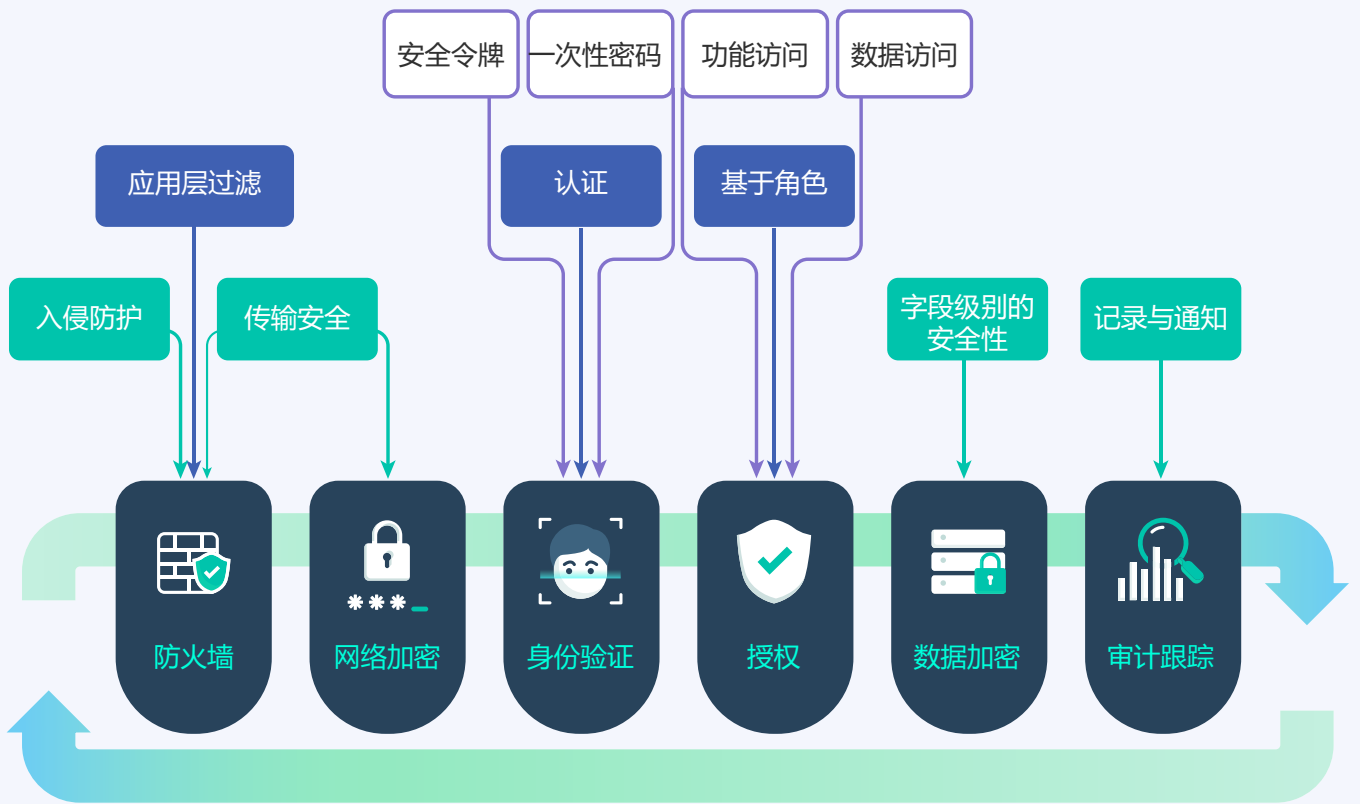 安全令牌
一次性密码
功能访问
数据访问
应用层过滤
认证
基于角色
入侵防护
传输安全
字段级别的
安全性
记录与通知
防火墙
网络加密
身份验证
授权
数据加密
审计跟踪